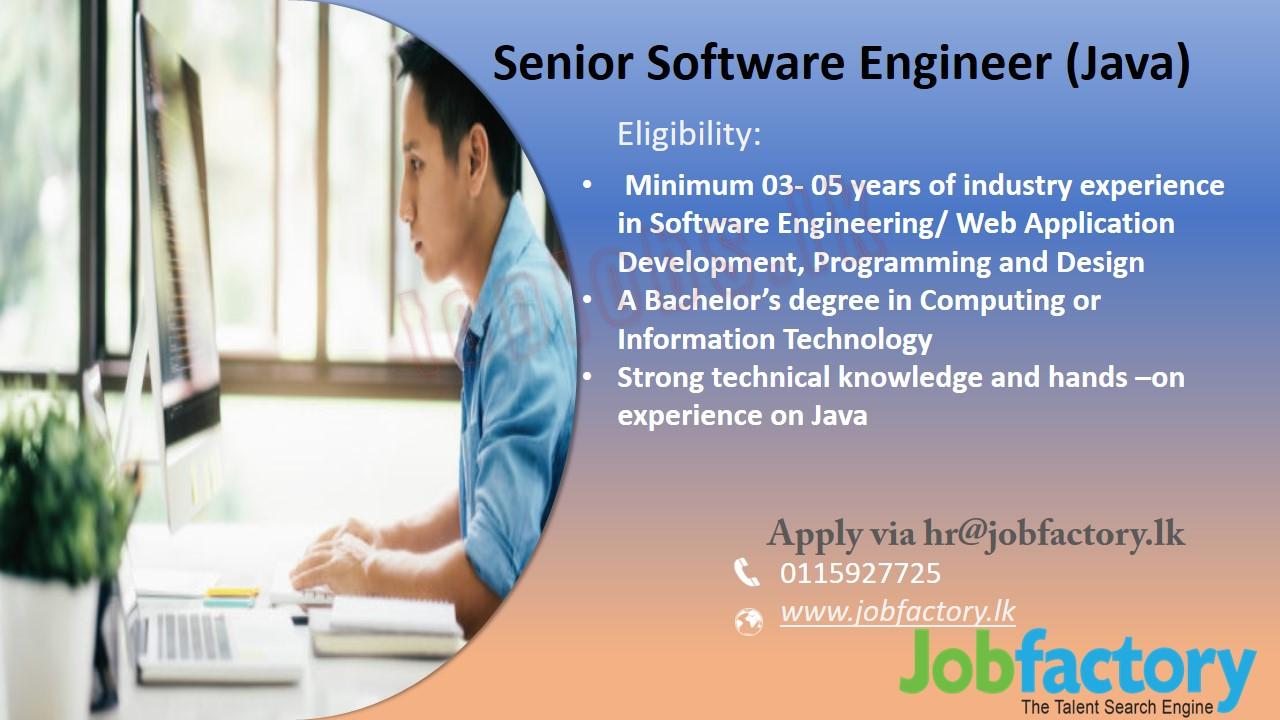 Senior Software Engineer (Java)
Eligibility:
• Minimum 03- 05 years of industry experience
in Software Engineering/ Web Application
Development, Programming and Design
• A Bachelor’s degree in Computing or
Information Technology
• Strong technical knowledge and hands –on
experience on Java
Apply via hr@jobfactory.lk
0115927725
www.jobfactory.lk
Jobfactory
The Talent Search Engine